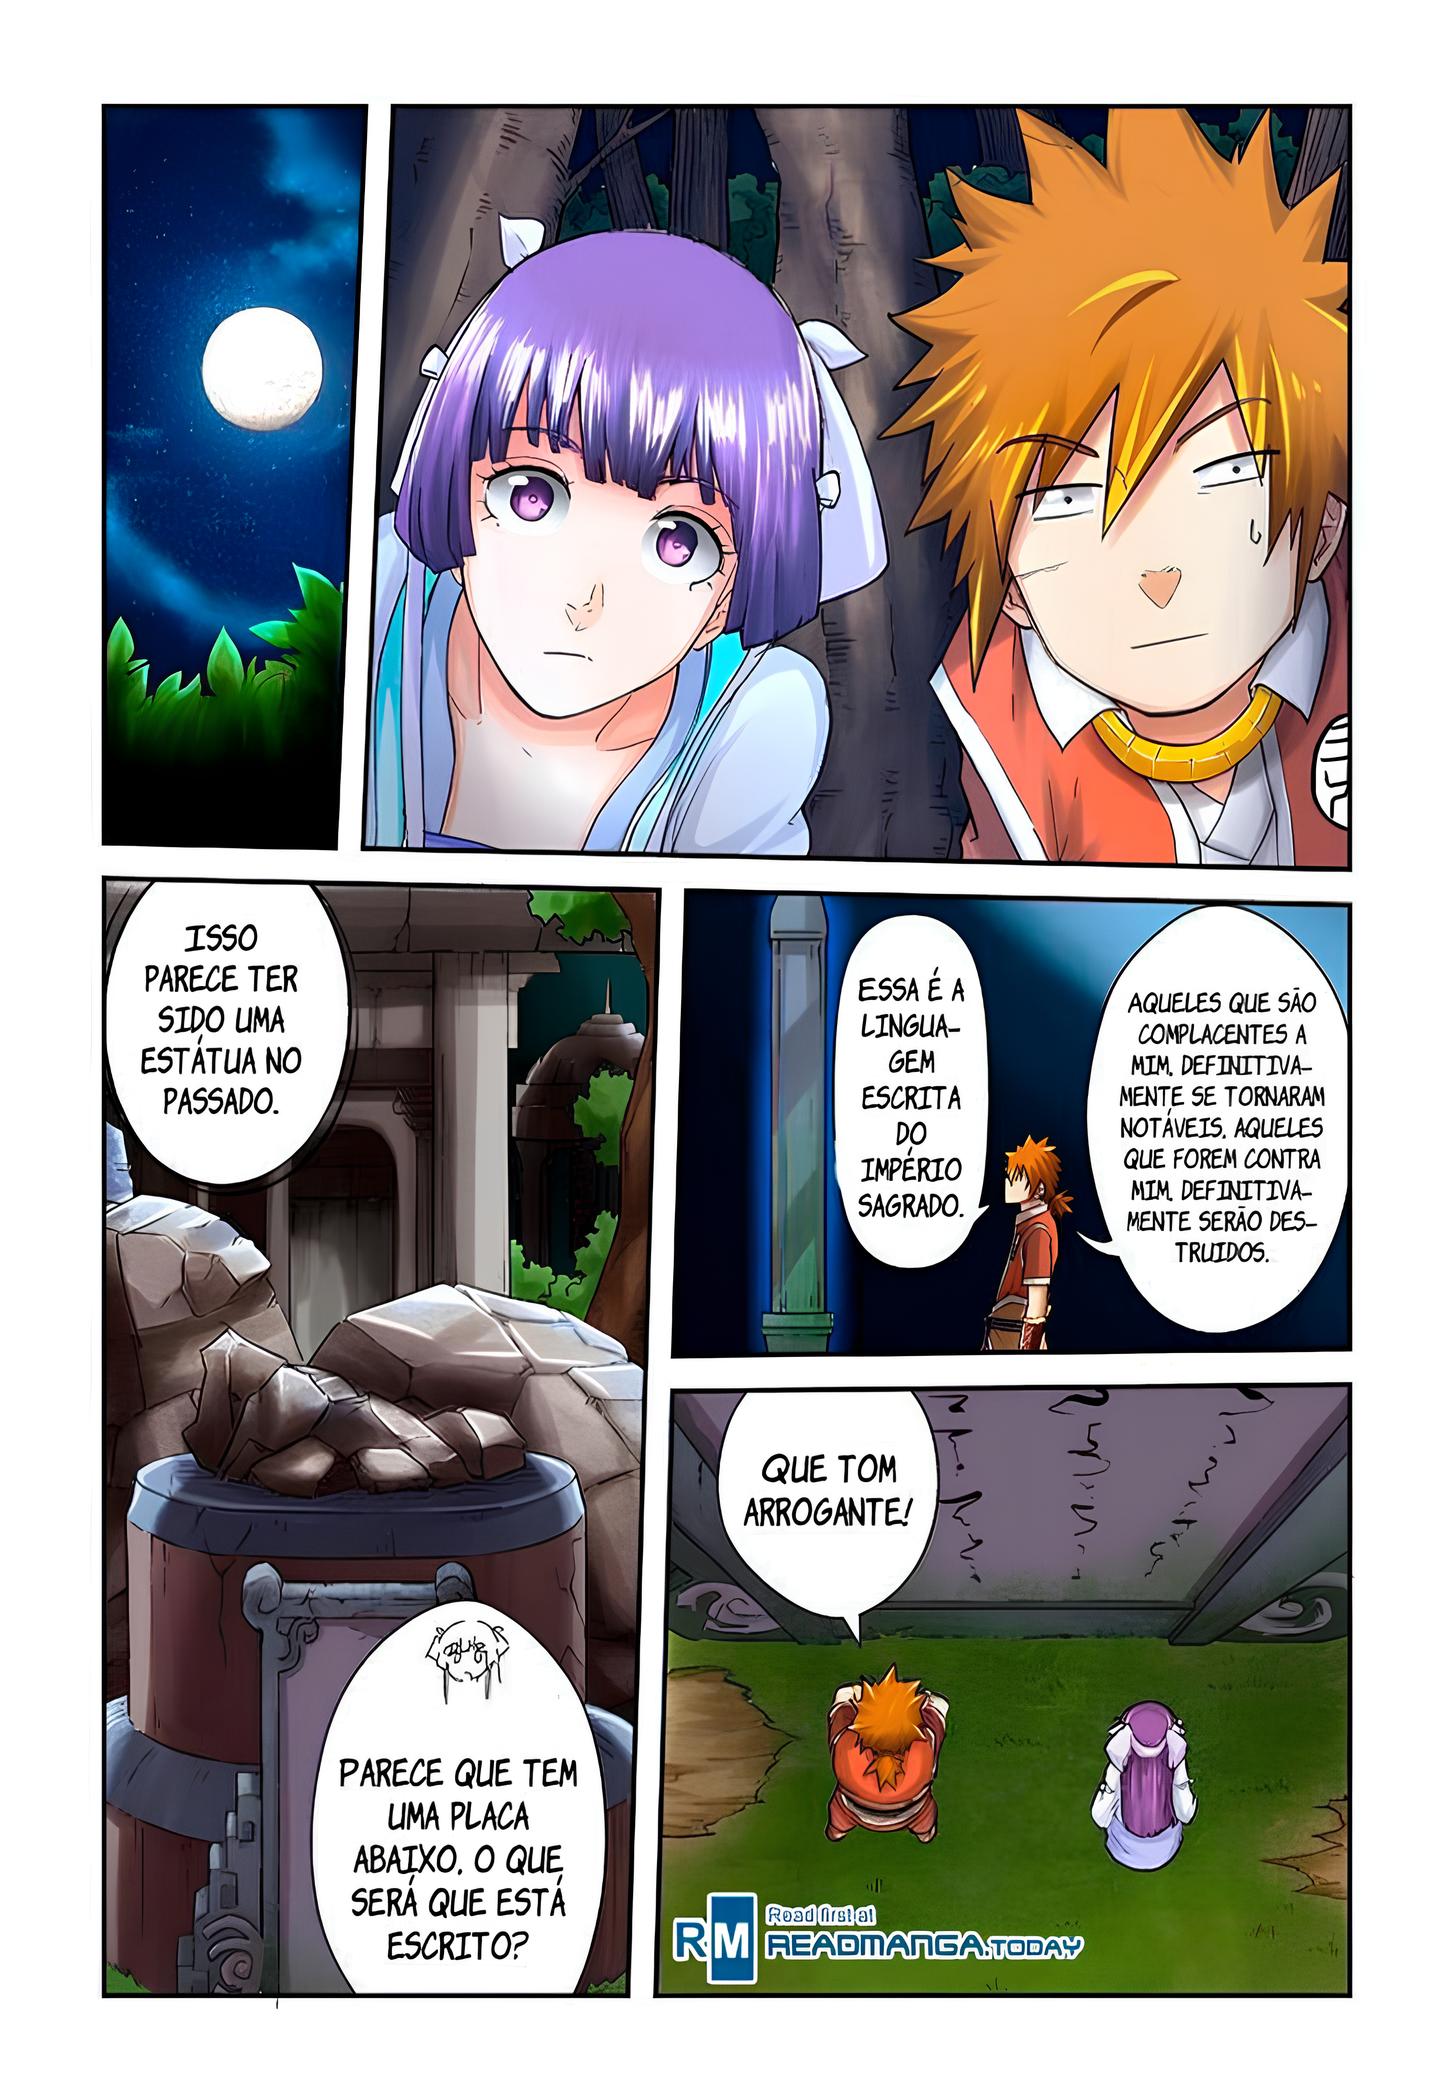 ISSO
PARECE TER
SIDO UMA
ESTÁTUA NO
PASSADO.
PARECE QUE TEM
UMA PLACA
ABAIXO. O QUE
SERÁ QUE ESTÁ
ESCRITO?
ESSA É A
LINGUA-
GEM
ESCRITA
DO
IMPÉRIO
SAGRADO.
AQUELES QUE SÃO
COMPLACENTES A
MIM. DEFINITIVA-
MENTE SE TORNARAM
NOTÁVEIS. AQUELES
QUE FOREM CONTRA
MIM. DEFINITIVA-
MENTE SERÃO DES-
TRUIDOS.
QUE TOM
ARROGANTE!
RM
Read first at
READMANGA.TODAY